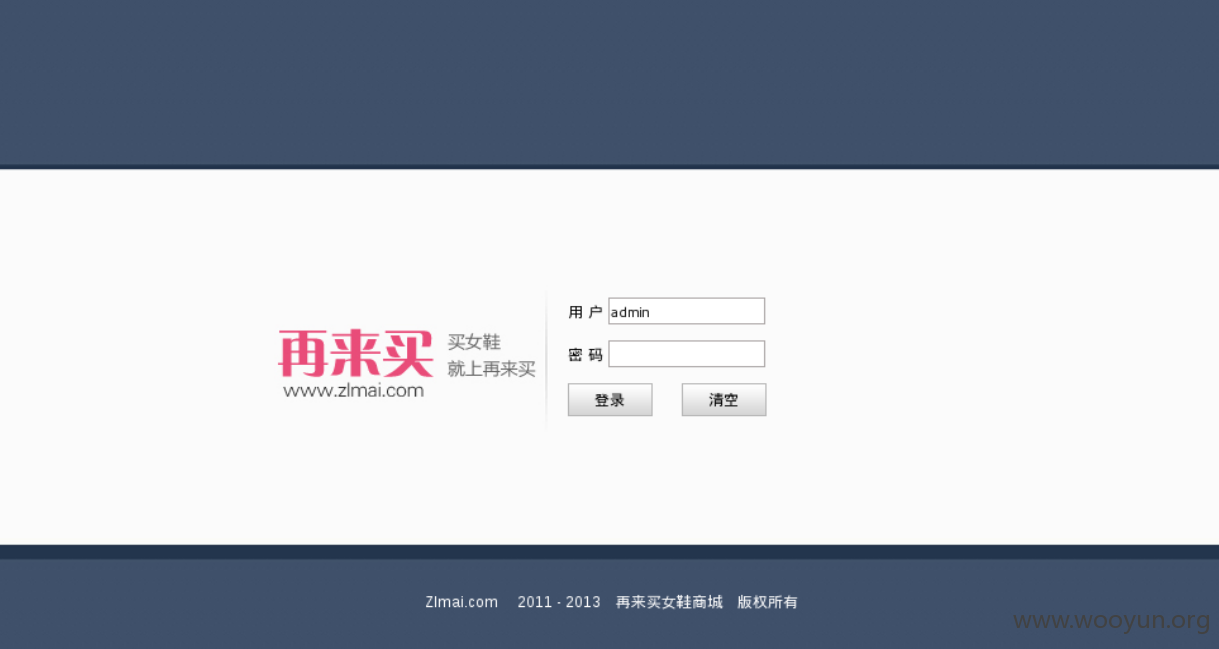 再来买
www.zlmai.com
买女鞋
就上再来买
用 户 admin
密 码
登录 清空
Zlmai.com 2011 - 2013 再来买女鞋商城 版权所有
www.wooyun.org